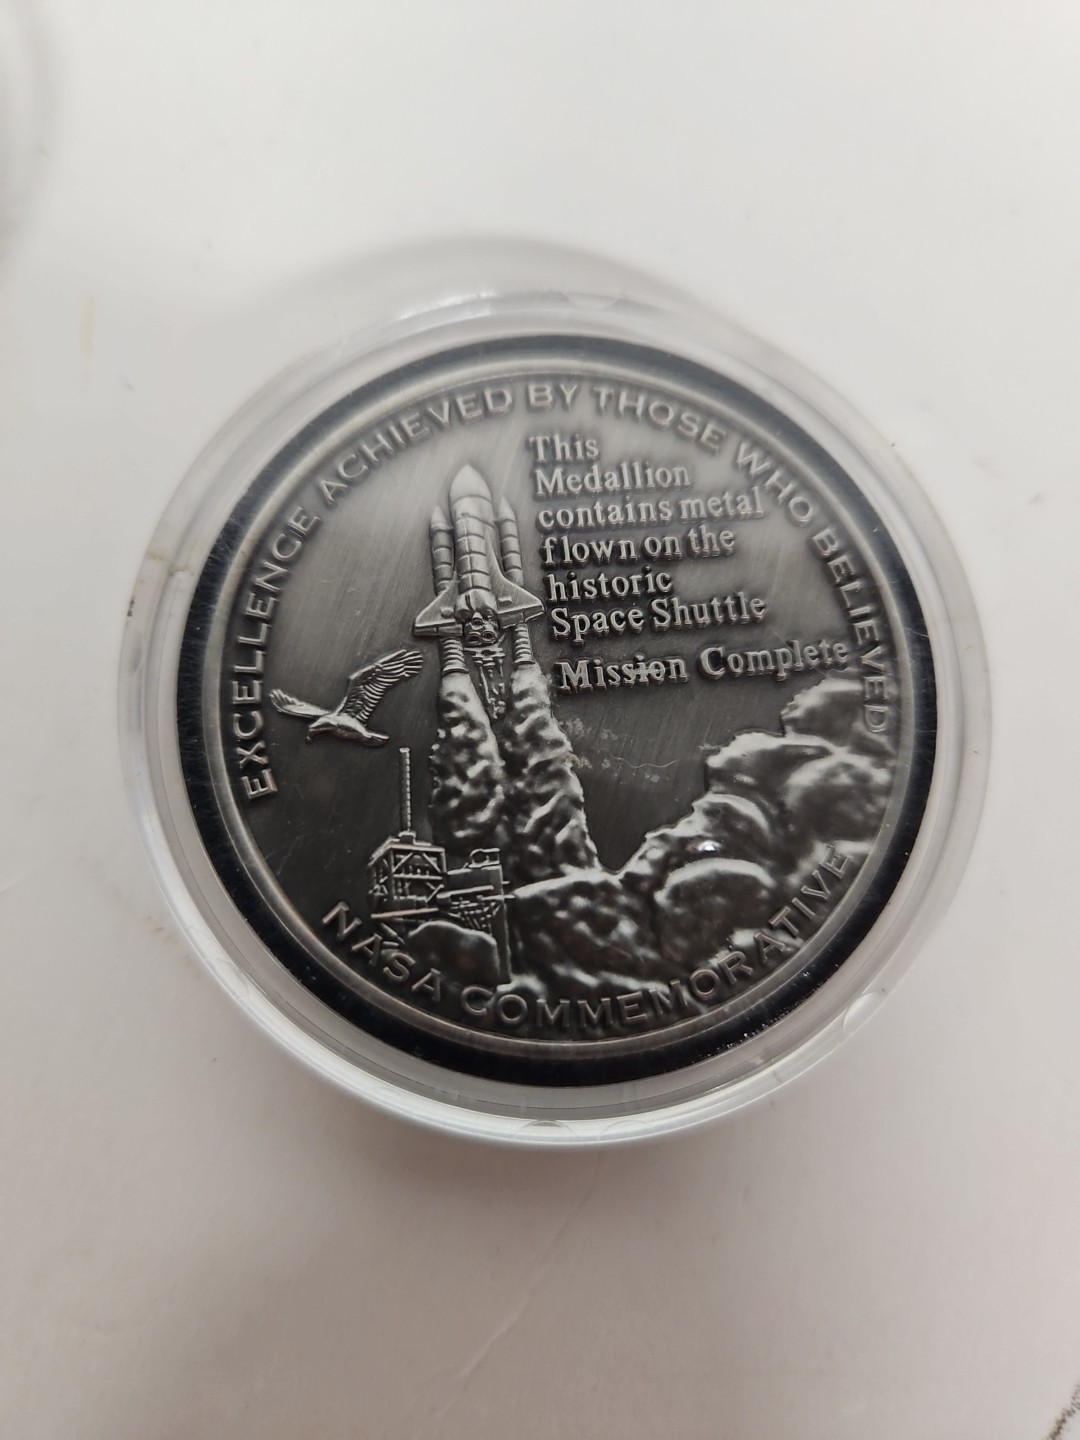 EXCELLENCE ACHIEVED BY THOSE WHO BELIEVED
This
Medallion
contains metal
flown on the
historic
Space Shuttle
Mission Complete
NASA COMMEMORATIVE